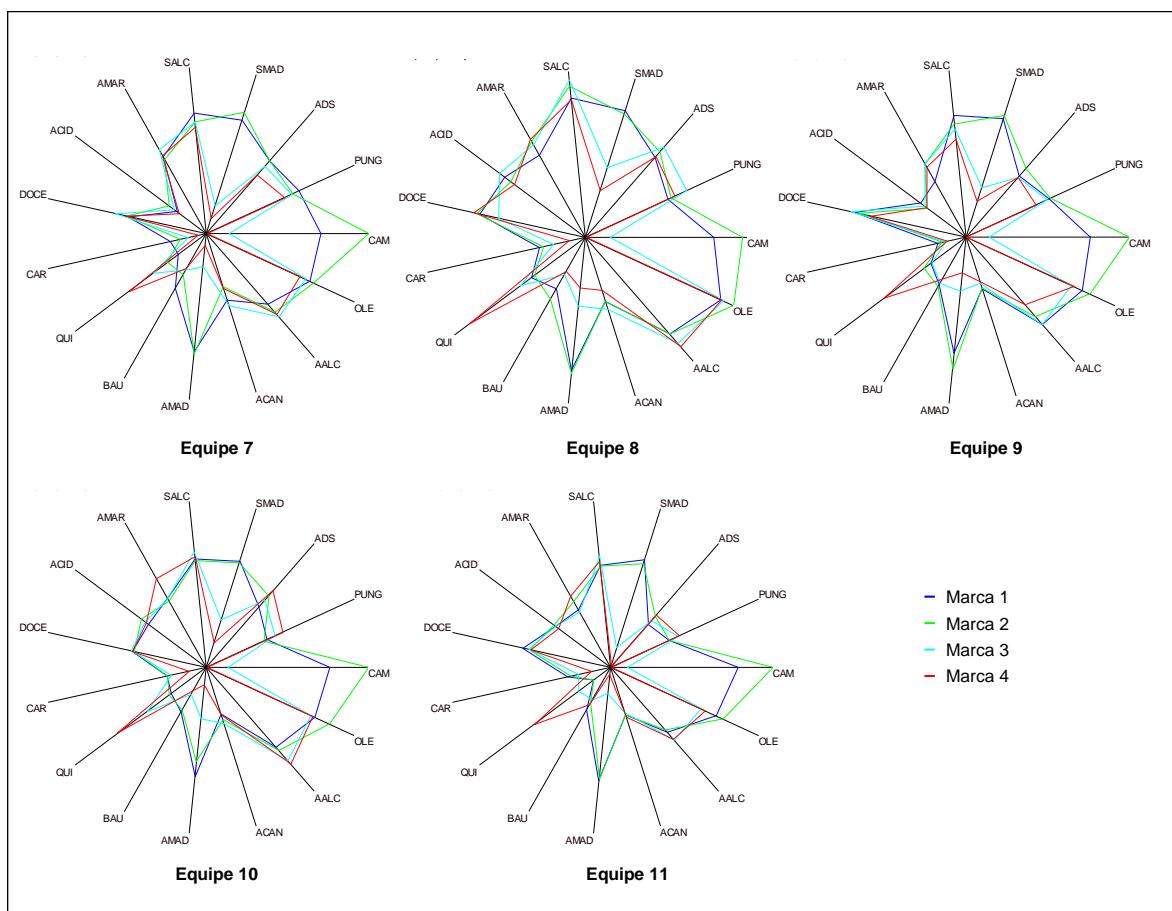 SALC
SMAD
AMAR
ADS
ACID
PUNG
DOCE
CAM
CAR
OLE
QUI
AALC
BAU
ACAN
AMAD
Equipe 7
SALC
SMAD
AMAR
ADS
ACID
PUNG
DOCE
CAM
CAR
OLE
QUI
AALC
BAU
ACAN
AMAD
Equipe 8
SALC
SMAD
AMAR
ADS
ACID
PUNG
DOCE
CAM
CAR
OLE
QUI
AALC
BAU
ACAN
AMAD
Equipe 9
SALC
SMAD
AMAR
ADS
ACID
PUNG
DOCE
CAM
CAR
OLE
QUI
AALC
BAU
ACAN
AMAD
Equipe 10
SALC
SMAD
AMAR
ADS
ACID
PUNG
DOCE
CAM
CAR
OLE
QUI
AALC
BAU
ACAN
AMAD
Equipe 11
Marca 1
Marca 2
Marca 3
Marca 4